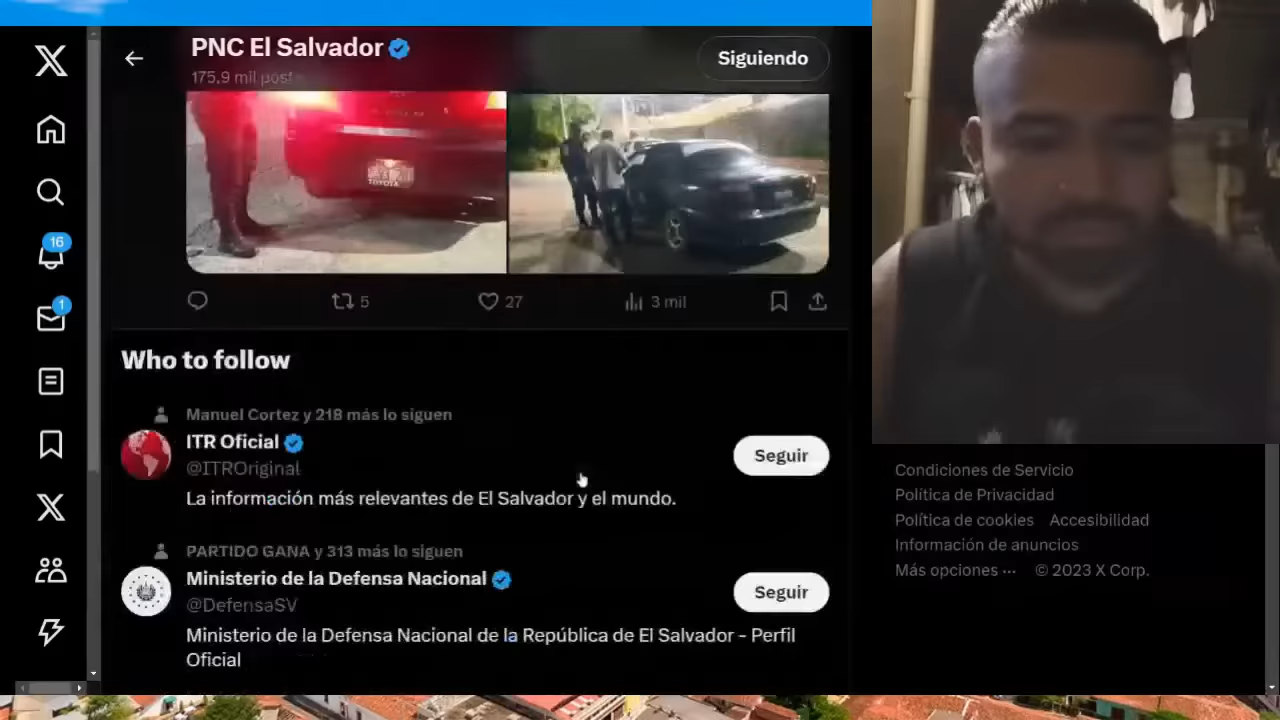 PNC El Salvador
Siguiendo
175,9 mil post
TOYOTA
5
27
3 mil
16
1
Who to follow
Manuel Cortez y 218 más lo siguen
ITR Oficial
@ITROriginal
Seguir
La información más relevantes de El Salvador y el mundo.
PARTIDO GANA y 313 más lo siguen
Ministerio de la Defensa Nacional
@DefensaSV
Seguir
Ministerio de la Defensa Nacional de la República de El Salvador - Perfil
Oficial
Condiciones de Servicio
Política de Privacidad
Política de cookies Accesibilidad
Información de anuncios
Más opciones ··· © 2023 X Corp.